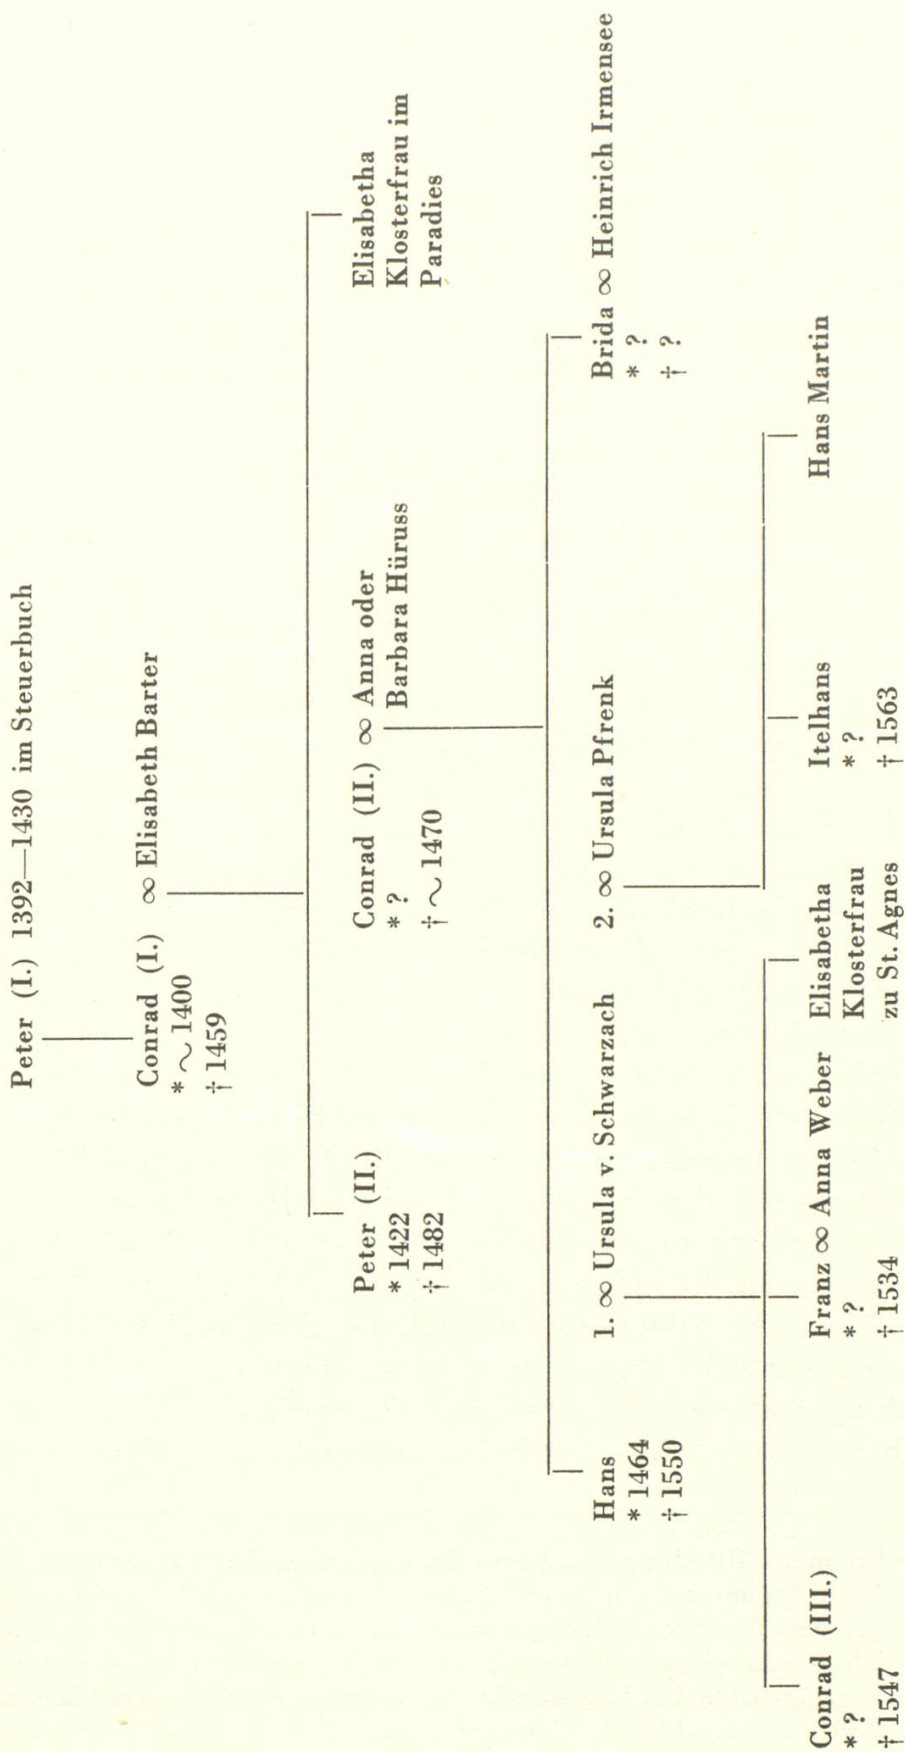 Peter (I.) 1392—1430 im Steuerbuch
Conrad (I.) ∞ Elisabeth Barter
* ~ 1400
† 1459
Peter (II.)
* 1422
† 1482
Conrad (II.) ∞ Anna oder
Barbara Hüruss
* ?
† ~ 1470
Elisabetha
Klosterfrau im
Paradies
Hans
* 1464
† 1550
1. ∞ Ursula v. Schwarzach
2. ∞ Ursula Pfrenk
Brida ∞ Heinrich Irmensee
* ?
† ?
Conrad (III.)
* ?
† 1547
Franz ∞ Anna Weber
* ?
† 1534
Elisabetha
Klosterfrau
zu St. Agnes
Itelhans
* ?
† 1563
Hans Martin